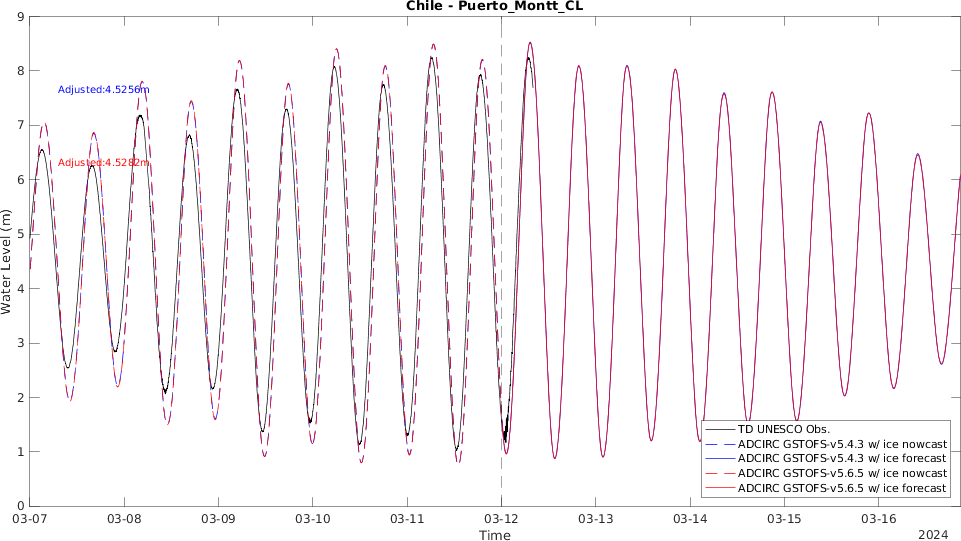 Chile - Puerto_Montt_CL
9
8
7
6
5
4
3
2
1
0
Water Level (m)
Adjusted:4.5256m
Adjusted:4.5282m
TD UNESCO Obs.
ADCIRC GSTOFS-v5.4.3 w/ ice nowcast
ADCIRC GSTOFS-v5.4.3 w/ ice forecast
ADCIRC GSTOFS-v5.6.5 w/ ice nowcast
ADCIRC GSTOFS-v5.6.5 w/ ice forecast
03-07 03-08 03-09 03-10 03-11 03-12 03-13 03-14 03-15 03-16
Time
2024